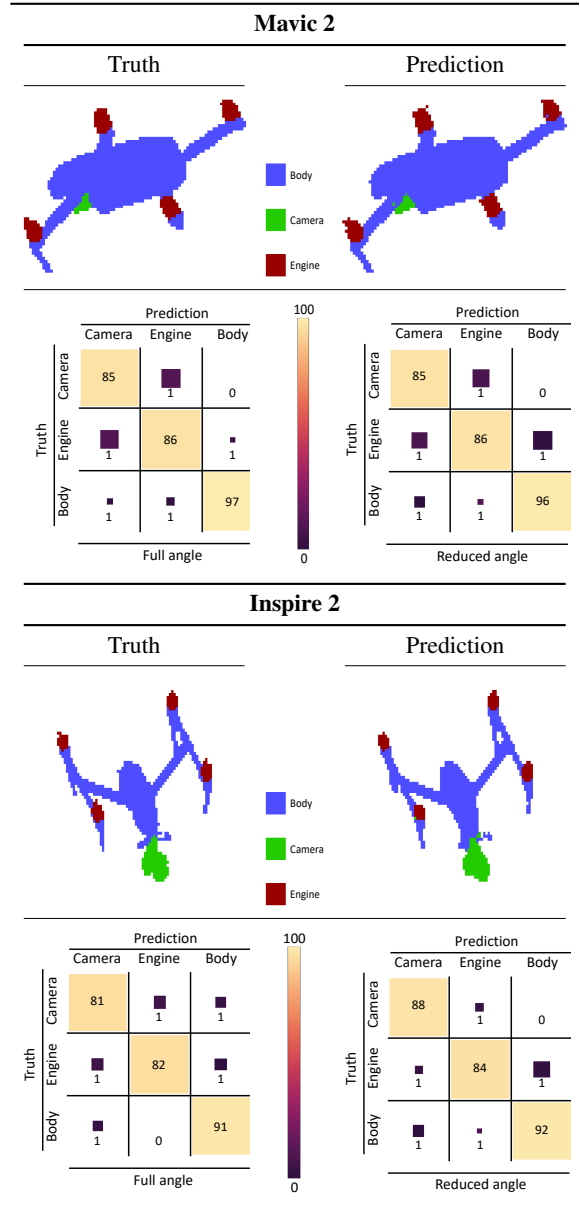 Mavic 2
Truth Prediction
Body
Camera
Engine
Prediction 100 Prediction
Camera Engine Body Camera Engine Body
Truth Camera 85 1 0 Truth Camera 85 1 0
Engine 1 86 1 Engine 1 86 1
Body 1 1 97 Body 1 1 96
Full angle 0 Reduced angle
Inspire 2
Truth Prediction
Body
Camera
Engine
Prediction 100 Prediction
Camera Engine Body Camera Engine Body
Truth Camera 81 1 1 Truth Camera 88 1 0
Engine 1 82 1 Engine 1 84 1
Body 1 0 91 Body 1 1 92
Full angle 0 Reduced angle